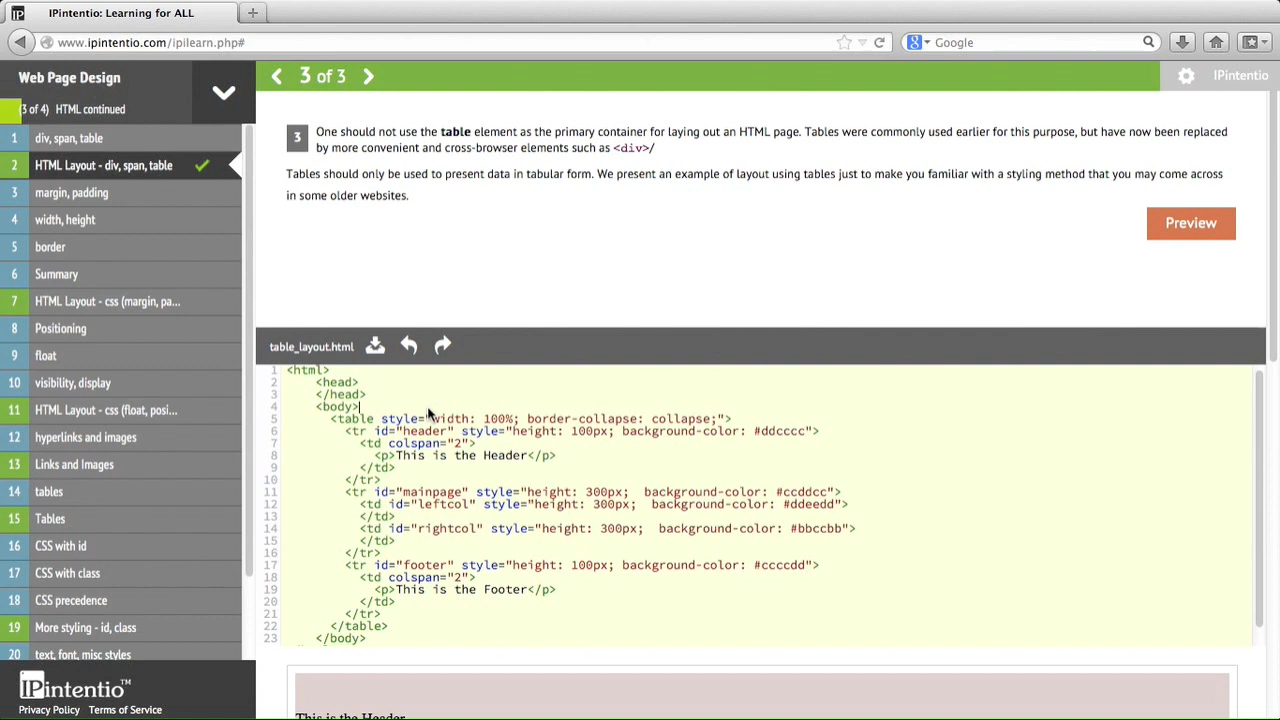 IPintentio: Learning for ALL
www.ipintentio.com/ipilearn.php#
Google
Web Page Design
(3 of 4) HTML continued
1 div, span, table
2 HTML Layout - div, span, table
3 margin, padding
4 width, height
5 border
6 Summary
7 HTML Layout - css (margin, pa...
8 Positioning
9 float
10 visibility, display
11 HTML Layout - css (float, posi...
12 hyperlinks and images
13 Links and Images
14 tables
15 Tables
16 CSS with id
17 CSS with class
18 CSS precedence
19 More styling - id, class
20 text, font, misc styles
IPintentio™
Privacy Policy Terms of Service
3 of 3
IPintentio
3 One should not use the table element as the primary container for laying out an HTML page. Tables were commonly used earlier for this purpose, but have now been replaced
by more convenient and cross-browser elements such as <div>/
Tables should only be used to present data in tabular form. We present an example of layout using tables just to make you familiar with a styling method that you may come across
in some older websites.
Preview
table_layout.html
1 <html>
2 <head>
3 </head>
4 <body>
5 <table style="width: 100%; border-collapse: collapse;">
6 <tr id="header" style="height: 100px; background-color: #ddcccc">
7 <td colspan="2">
8 <p>This is the Header</p>
9 </td>
10 </tr>
11 <tr id="mainpage" style="height: 300px;  background-color: #ccddcc">
12 <td id="leftcol" style="height: 300px;  background-color: #ddeedd">
13 </td>
14 <td id="rightcol" style="height: 300px;  background-color: #bbccbb">
15 </td>
16 </tr>
17 <tr id="footer" style="height: 100px; background-color: #ccccdd">
18 <td colspan="2">
19 <p>This is the Footer</p>
20 </td>
21 </tr>
22 </table>
23 </body>
This is the Header